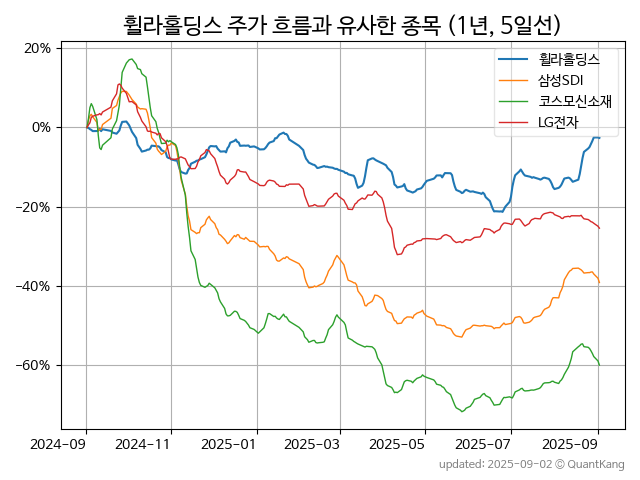 휠라홀딩스 주가 흐름과 유사한 종목 (1년, 5일선)
20%
0%
−20%
−40%
−60%
휠라홀딩스
삼성SDI
코스모신소재
LG전자
2024-09
2024-11
2025-01
2025-03
2025-05
2025-07
2025-09
updated: 2025-09-02 © QuantKang